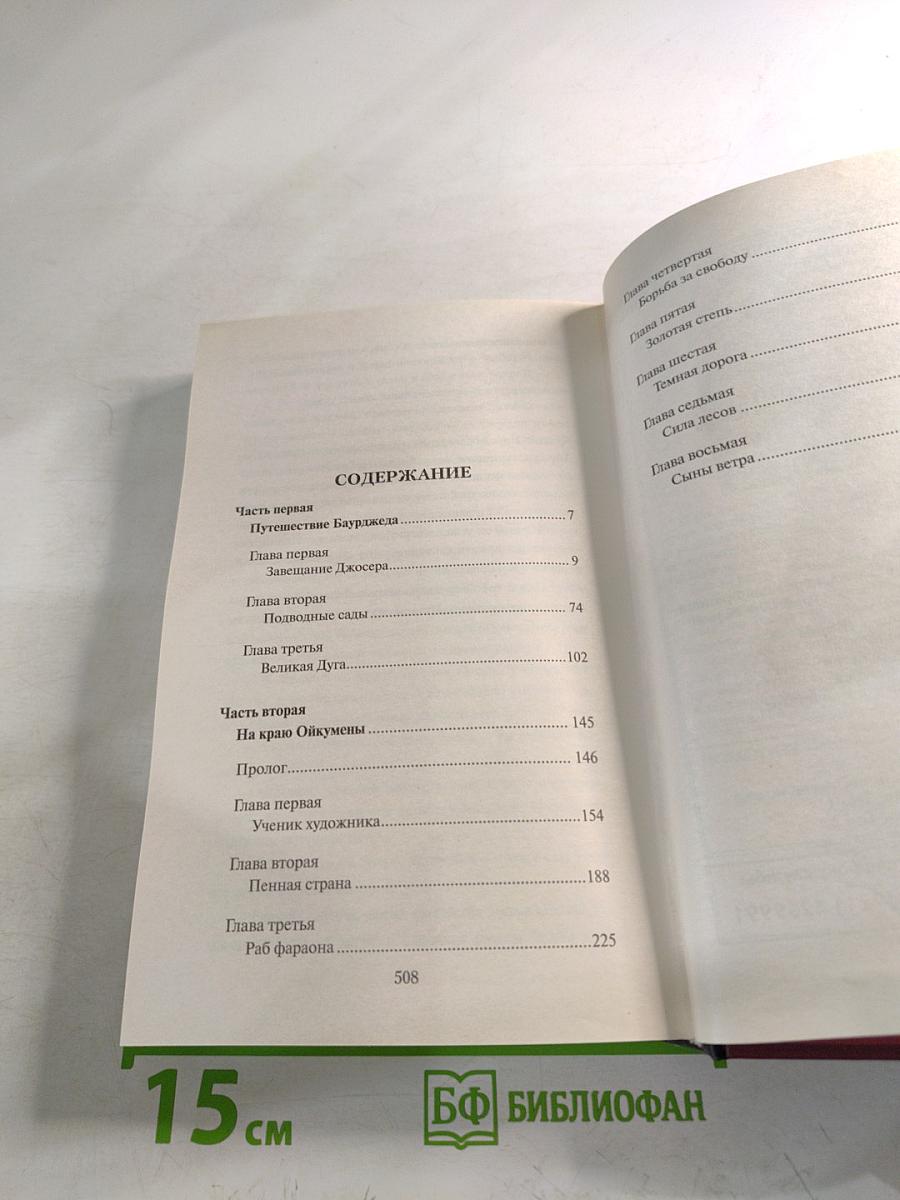 СОДЕРЖАНИЕ
Часть первая
Путешествие Баурджеда ... 7
Глава первая
Завещание Джосера ... 9
Глава вторая
Подводные сады ... 74
Глава третья
Великая Дуга ... 102
Часть вторая
На краю Ойкумены ... 145
Пролог ... 146
Глава первая
Ученик художника ... 154
Глава вторая
Пенная страна ... 188
Глава третья
Раб фараона ... 225
508
Глава четвертая
Борьба за свободу ...
Глава пятая
Золотая степь ...
Глава шестая
Темная дорога ...
Глава седьмая
Сила лесов ...
Глава восьмая
Сыны ветра ...
15 см
БФ БИБЛИОФАН